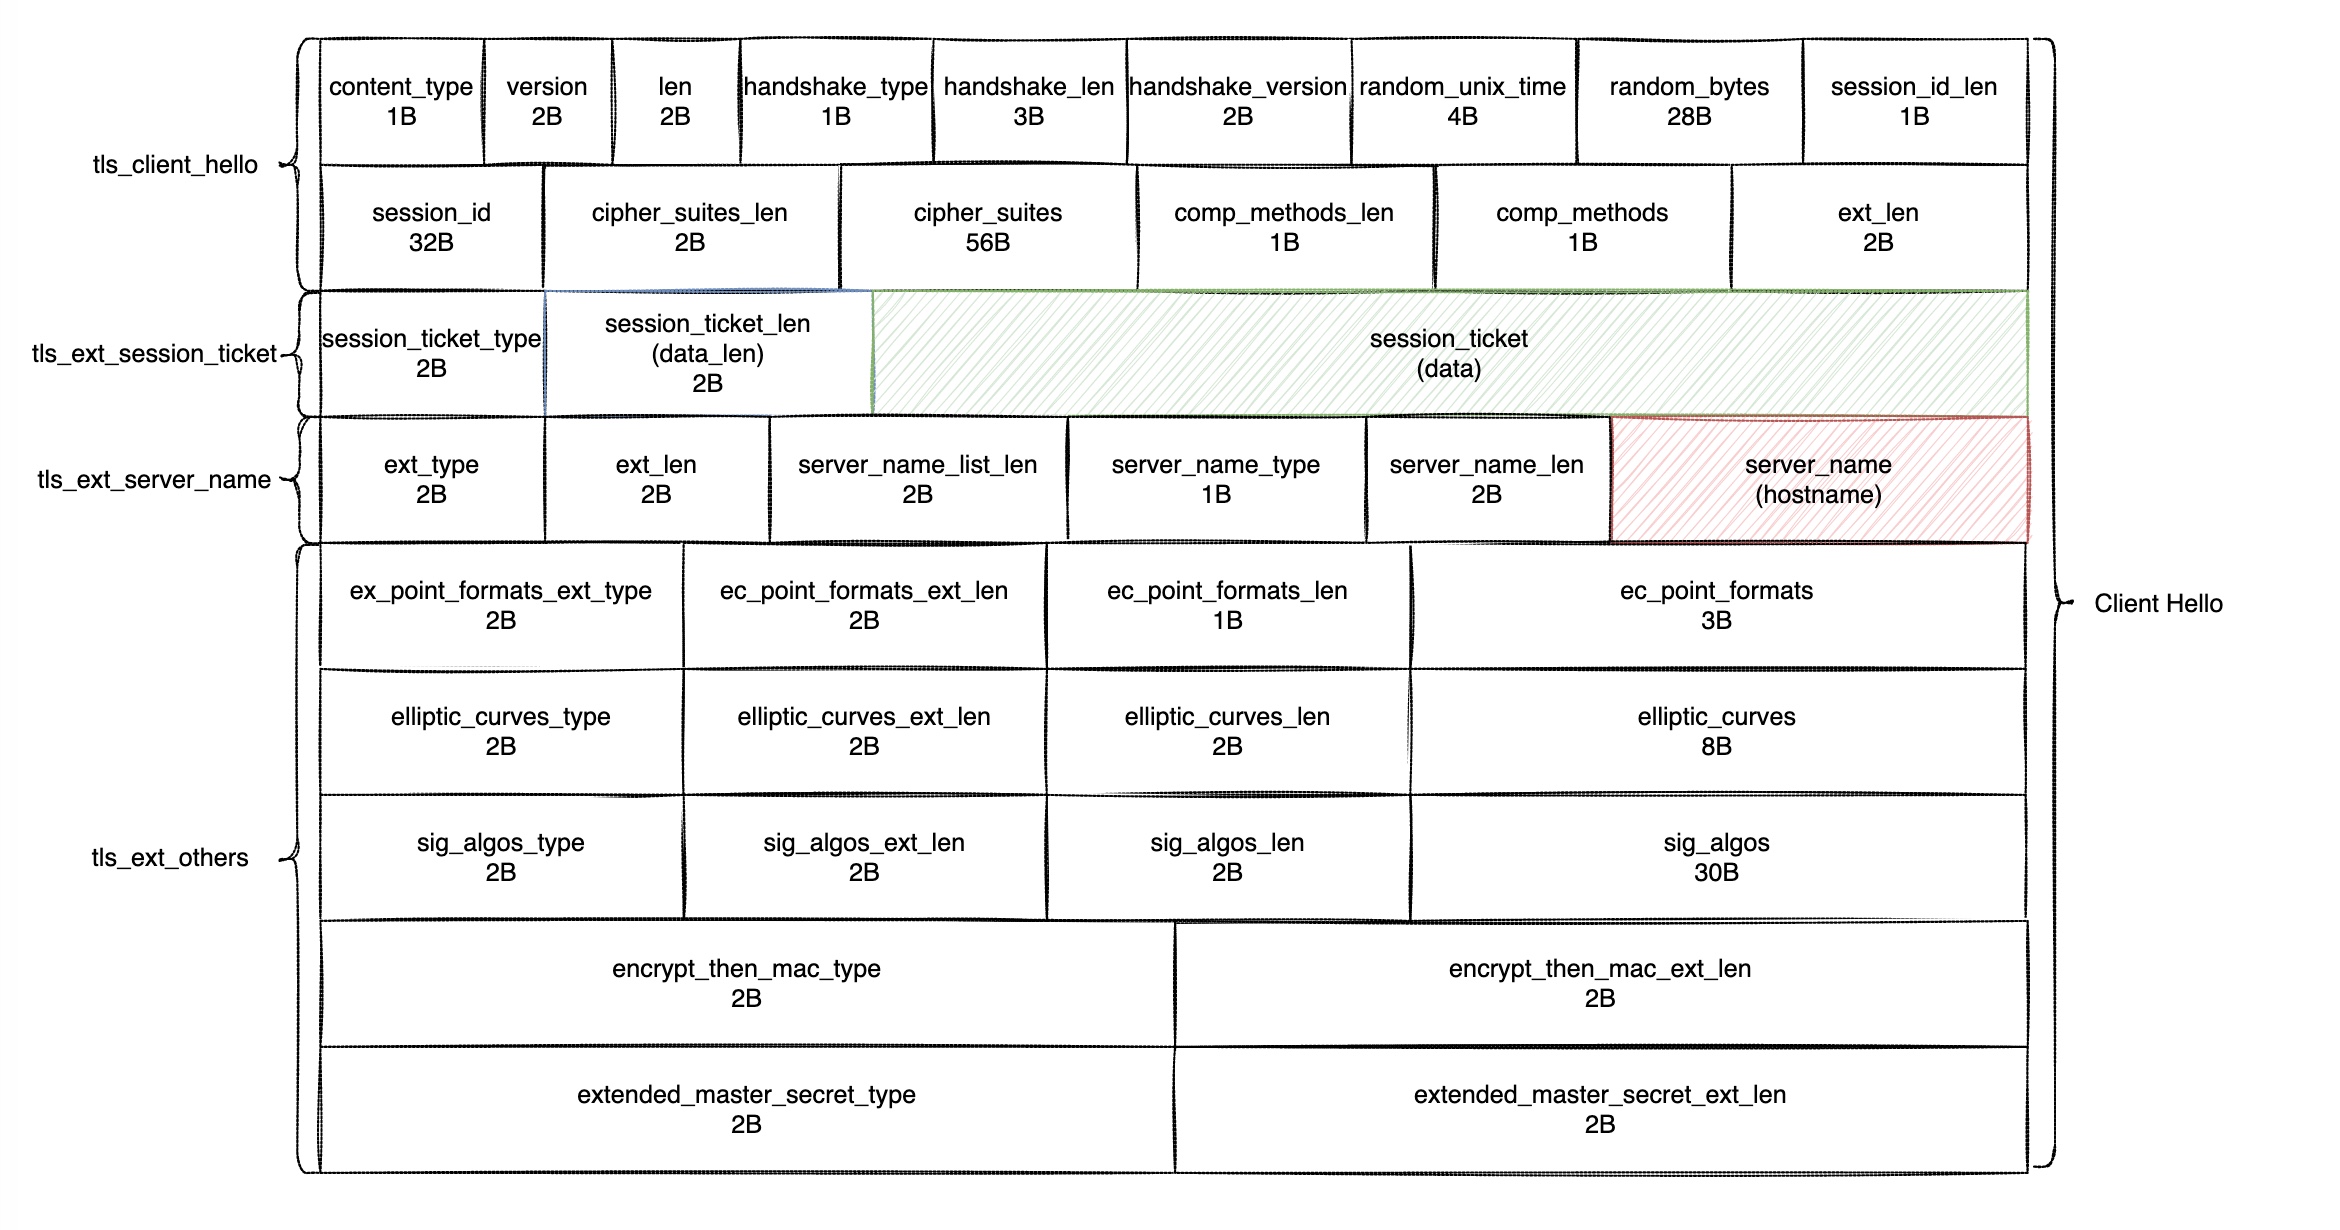 content_type
1B
version
2B
len
2B
handshake_type
1B
handshake_len
3B
handshake_version
2B
random_unix_time
4B
random_bytes
28B
session_id_len
1B
tls_client_hello
session_id
32B
cipher_suites_len
2B
cipher_suites
56B
comp_methods_len
1B
comp_methods
1B
ext_len
2B
tls_ext_session_ticket
session_ticket_type
2B
session_ticket_len
(data_len)
2B
session_ticket
(data)
tls_ext_server_name
ext_type
2B
ext_len
2B
server_name_list_len
2B
server_name_type
1B
server_name_len
2B
server_name
(hostname)
ex_point_formats_ext_type
2B
ec_point_formats_ext_len
2B
ec_point_formats_len
1B
ec_point_formats
3B
Client Hello
elliptic_curves_type
2B
elliptic_curves_ext_len
2B
elliptic_curves_len
2B
elliptic_curves
8B
tls_ext_others
sig_algos_type
2B
sig_algos_ext_len
2B
sig_algos_len
2B
sig_algos
30B
encrypt_then_mac_type
2B
encrypt_then_mac_ext_len
2B
extended_master_secret_type
2B
extended_master_secret_ext_len
2B